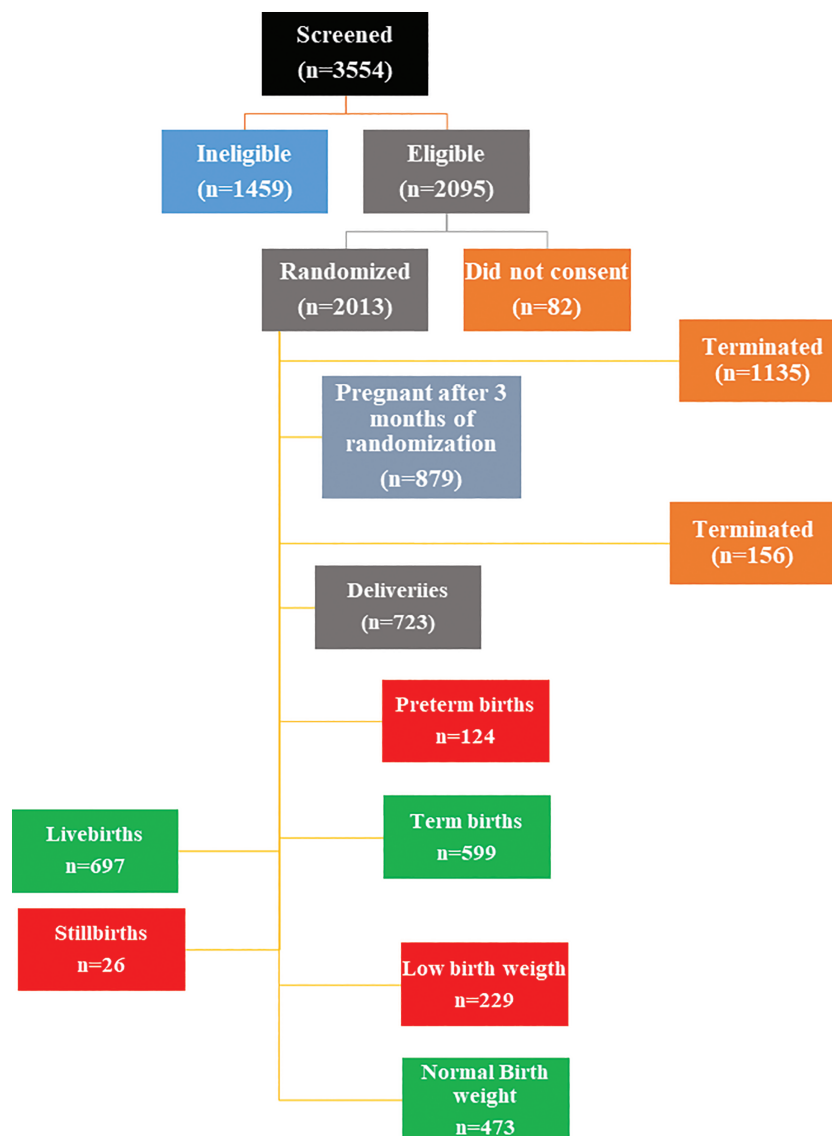 Screened
(n=3554)
Ineligible
(n=1459)
Eligible
(n=2095)
Randomized
(n=2013)
Did not consent
(n=82)
Terminated
(n=1135)
Pregnant after 3
months of
randomization
(n=879)
Terminated
(n=156)
Deliveriies
(n=723)
Preterm births
n=124
Livebirths
n=697
Term births
n=599
Stillbirths
n=26
Low birth weigth
n=229
Normal Birth
weight
n=473